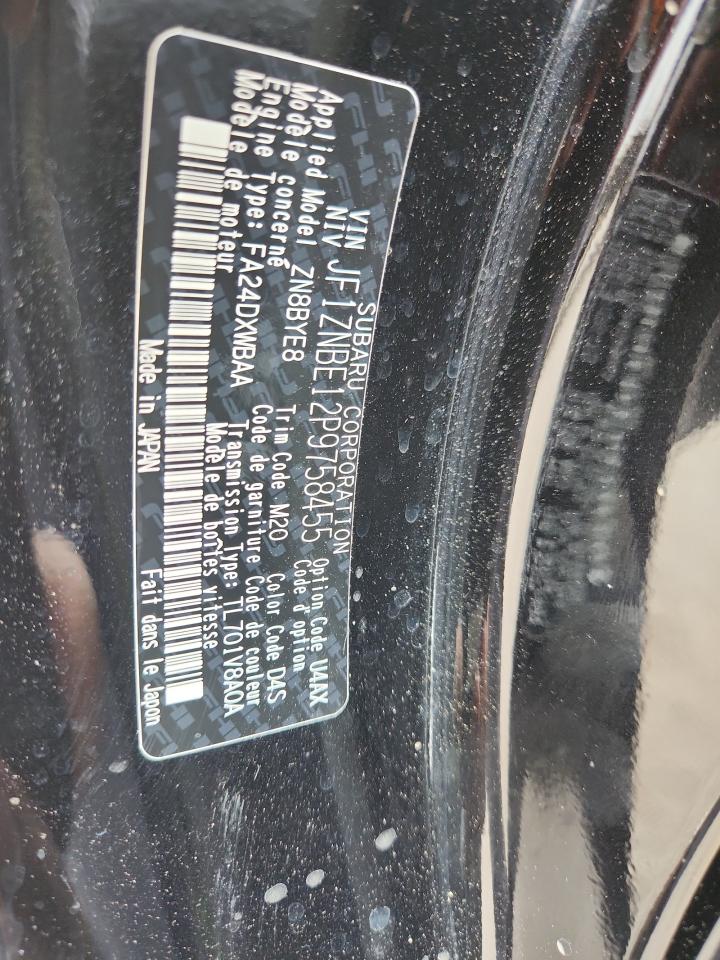 SUBARU CORPORATION
VIN
NIV JF1ZNBE12P9758455
Applied Model ZN8BYE8 Option Code U4AX
Modèle concerné Code d'option
Engine Type: FA24DXWBAA Trim Code M20 Color Code D4S
Modèle de moteur Code de garniture Code de couleur
Transmission Type: TL701V8AQA
Modèle de boîtes vitesse
Made in JAPAN Fait dans le Japon